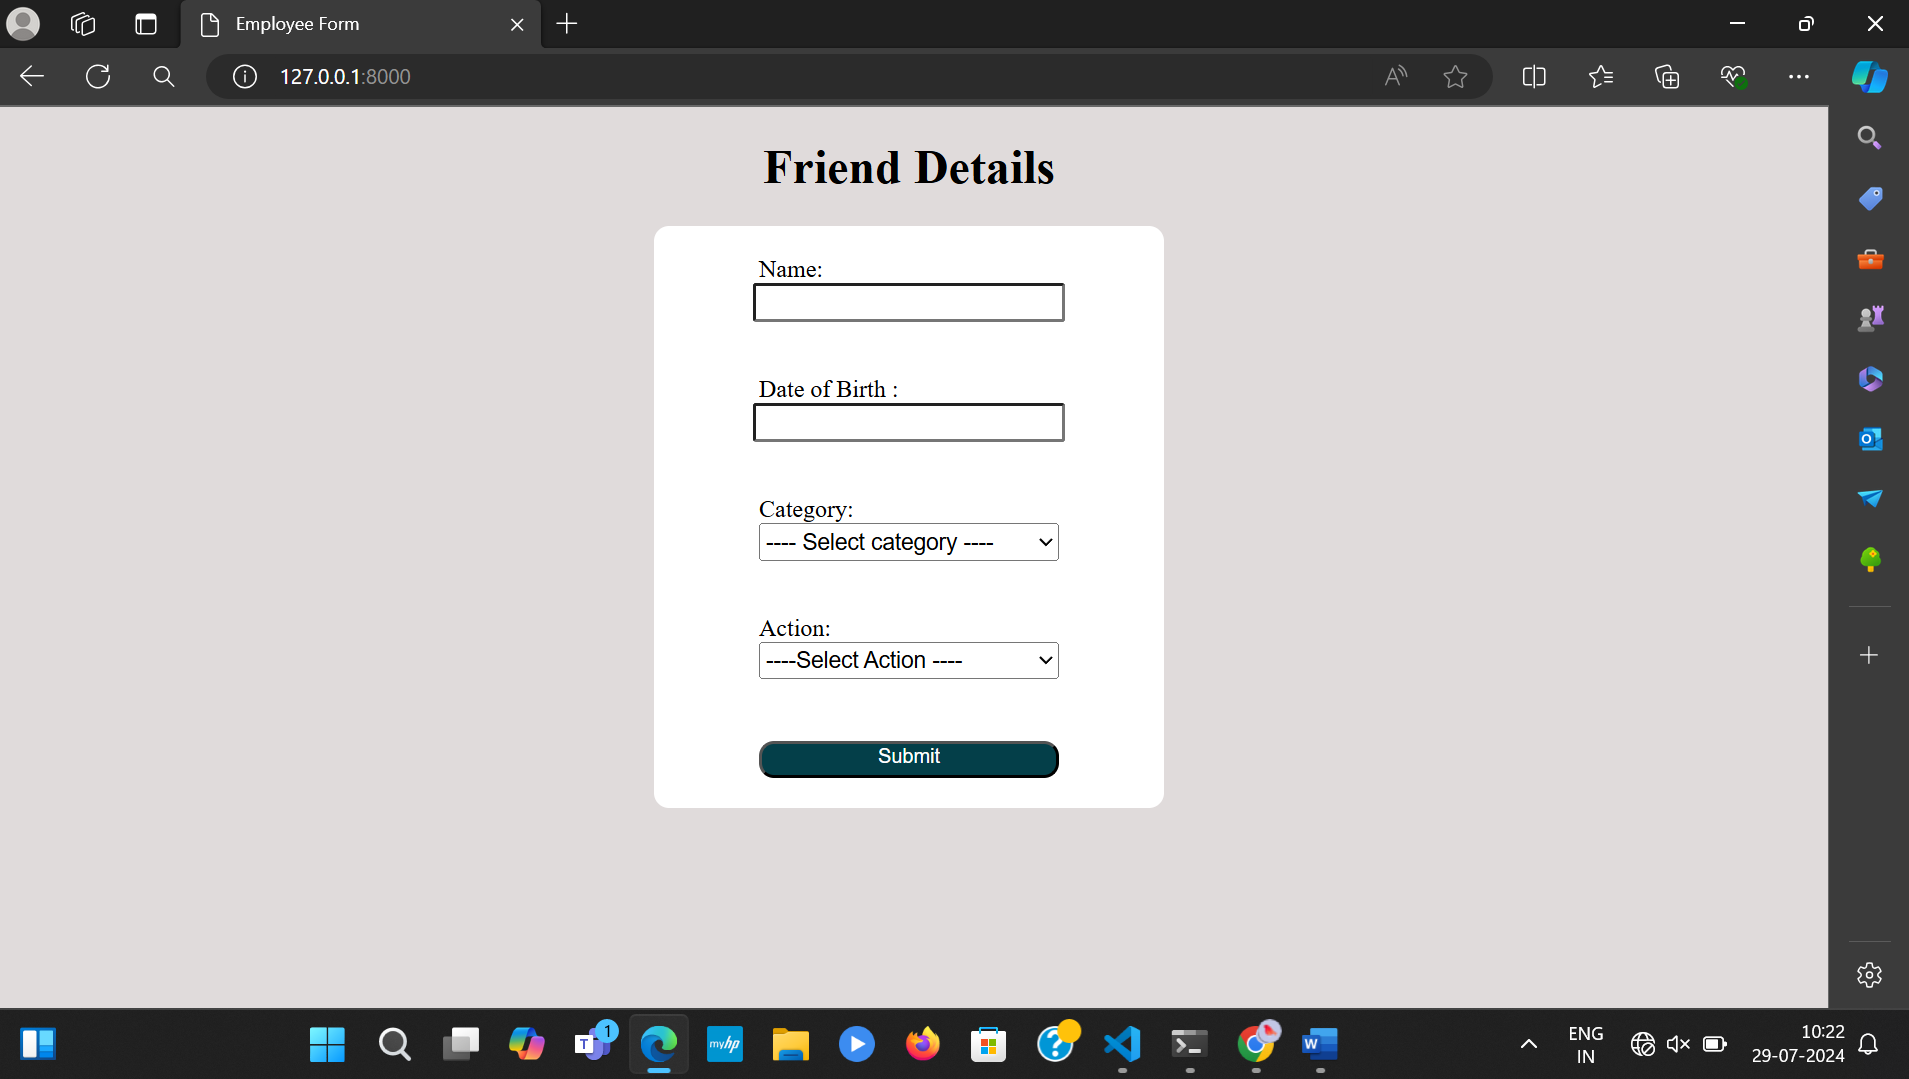 Employee Form
127.0.0.1:8000
Friend Details
Name:
Date of Birth :
Category:
---- Select category ----
Action:
----Select Action ----
Submit
1
T
myhp
?
W
ENG
IN
10:22
29-07-2024